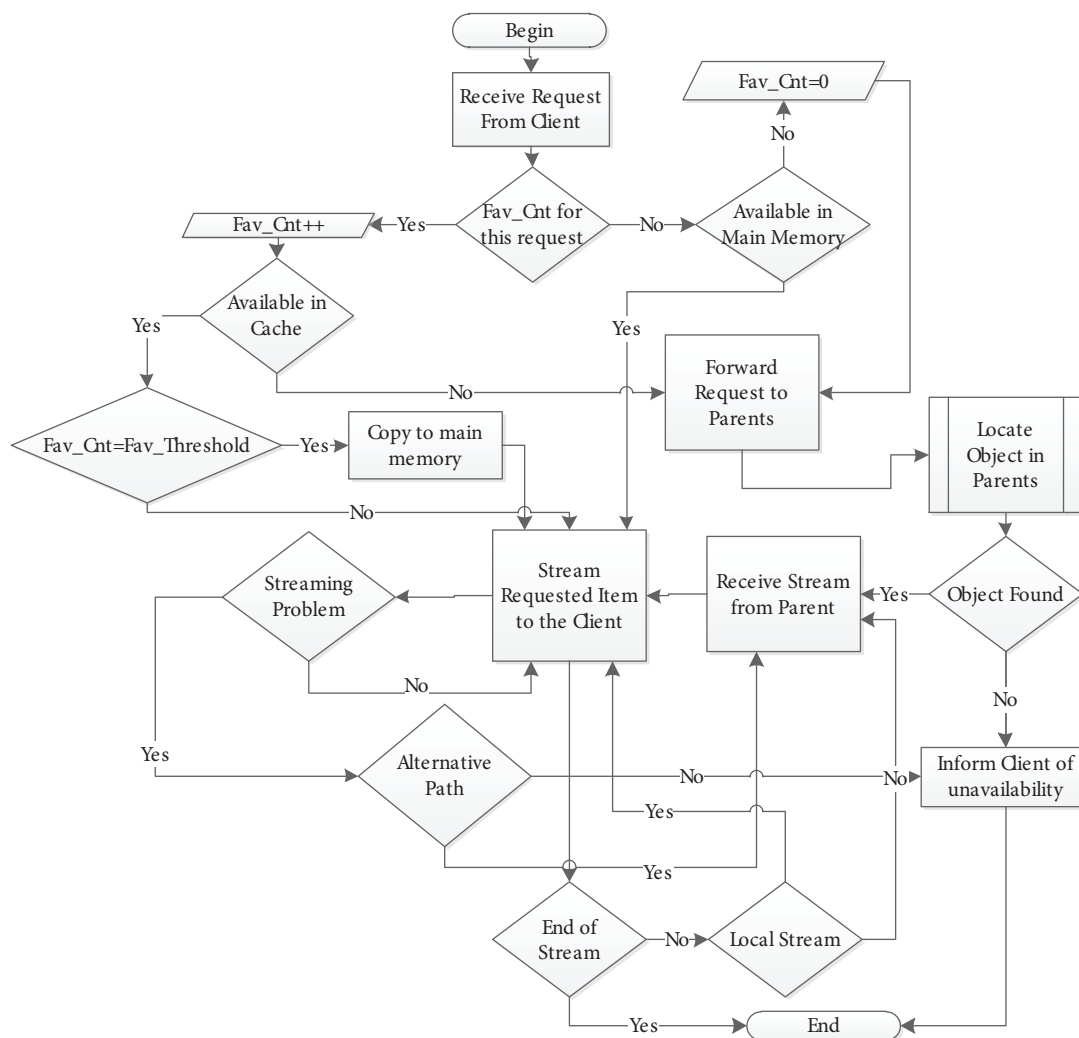 Begin
Receive Request
From Client
Fav_Cnt=0
No
Fav_Cnt++
Yes
Fav_Cnt for
this request
No
Available in
Main Memory
Available in
Cache
Yes
Yes
Forward
Request to
Parents
No
Fav_Cnt=Fav_Threshold
Yes
Copy to main
memory
Locate
Object in
Parents
No
Streaming
Problem
Stream
Requested Item
to the Client
Receive Stream
from Parent
Yes
Object Found
No
No
Yes
Alternative
Path
No
No
Inform Client of
unavailability
Yes
Yes
End of
Stream
No
Local Stream
Yes
End